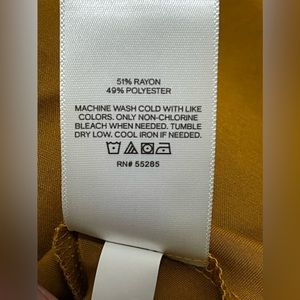 51% RAYON
49% POLYESTER
MACHINE WASH COLD WITH LIKE
COLORS. ONLY NON-CHLORINE
BLEACH WHEN NEEDED. TUMBLE
DRY LOW. COOL IRON IF NEEDED.
RN# 55285